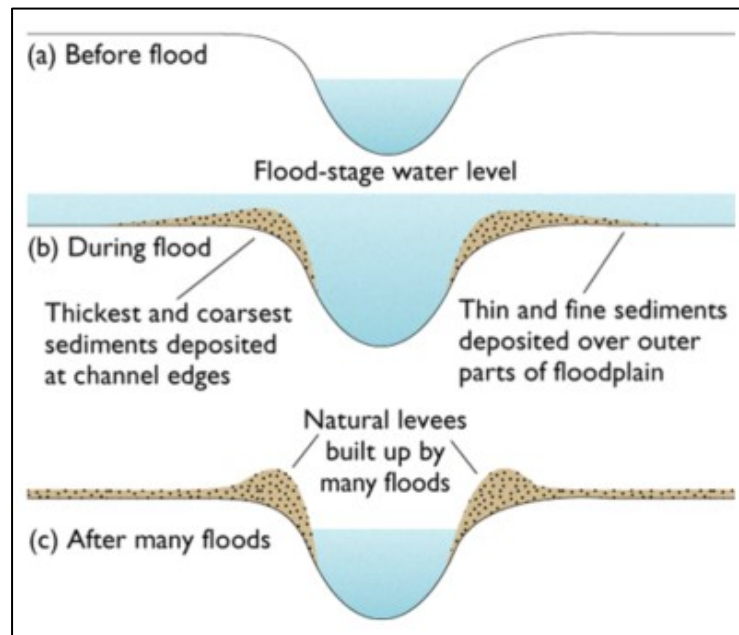 (a) Before flood
Flood-stage water level
(b) During flood
Thickest and coarsest
sediments deposited
at channel edges
Thin and fine sediments
deposited over outer
parts of floodplain
Natural levees
built up by
many floods
(c) After many floods